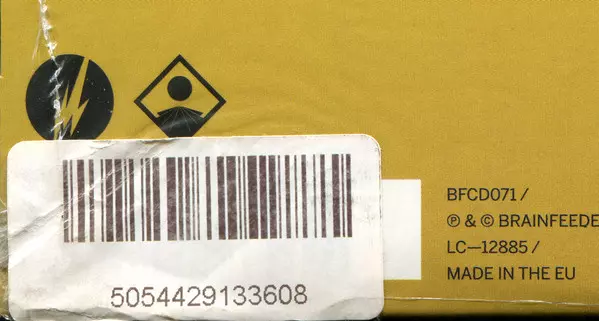 5054429133608
BFCD071 /
℗ & © BRAINFEEDE
LC—12885 /
MADE IN THE EU